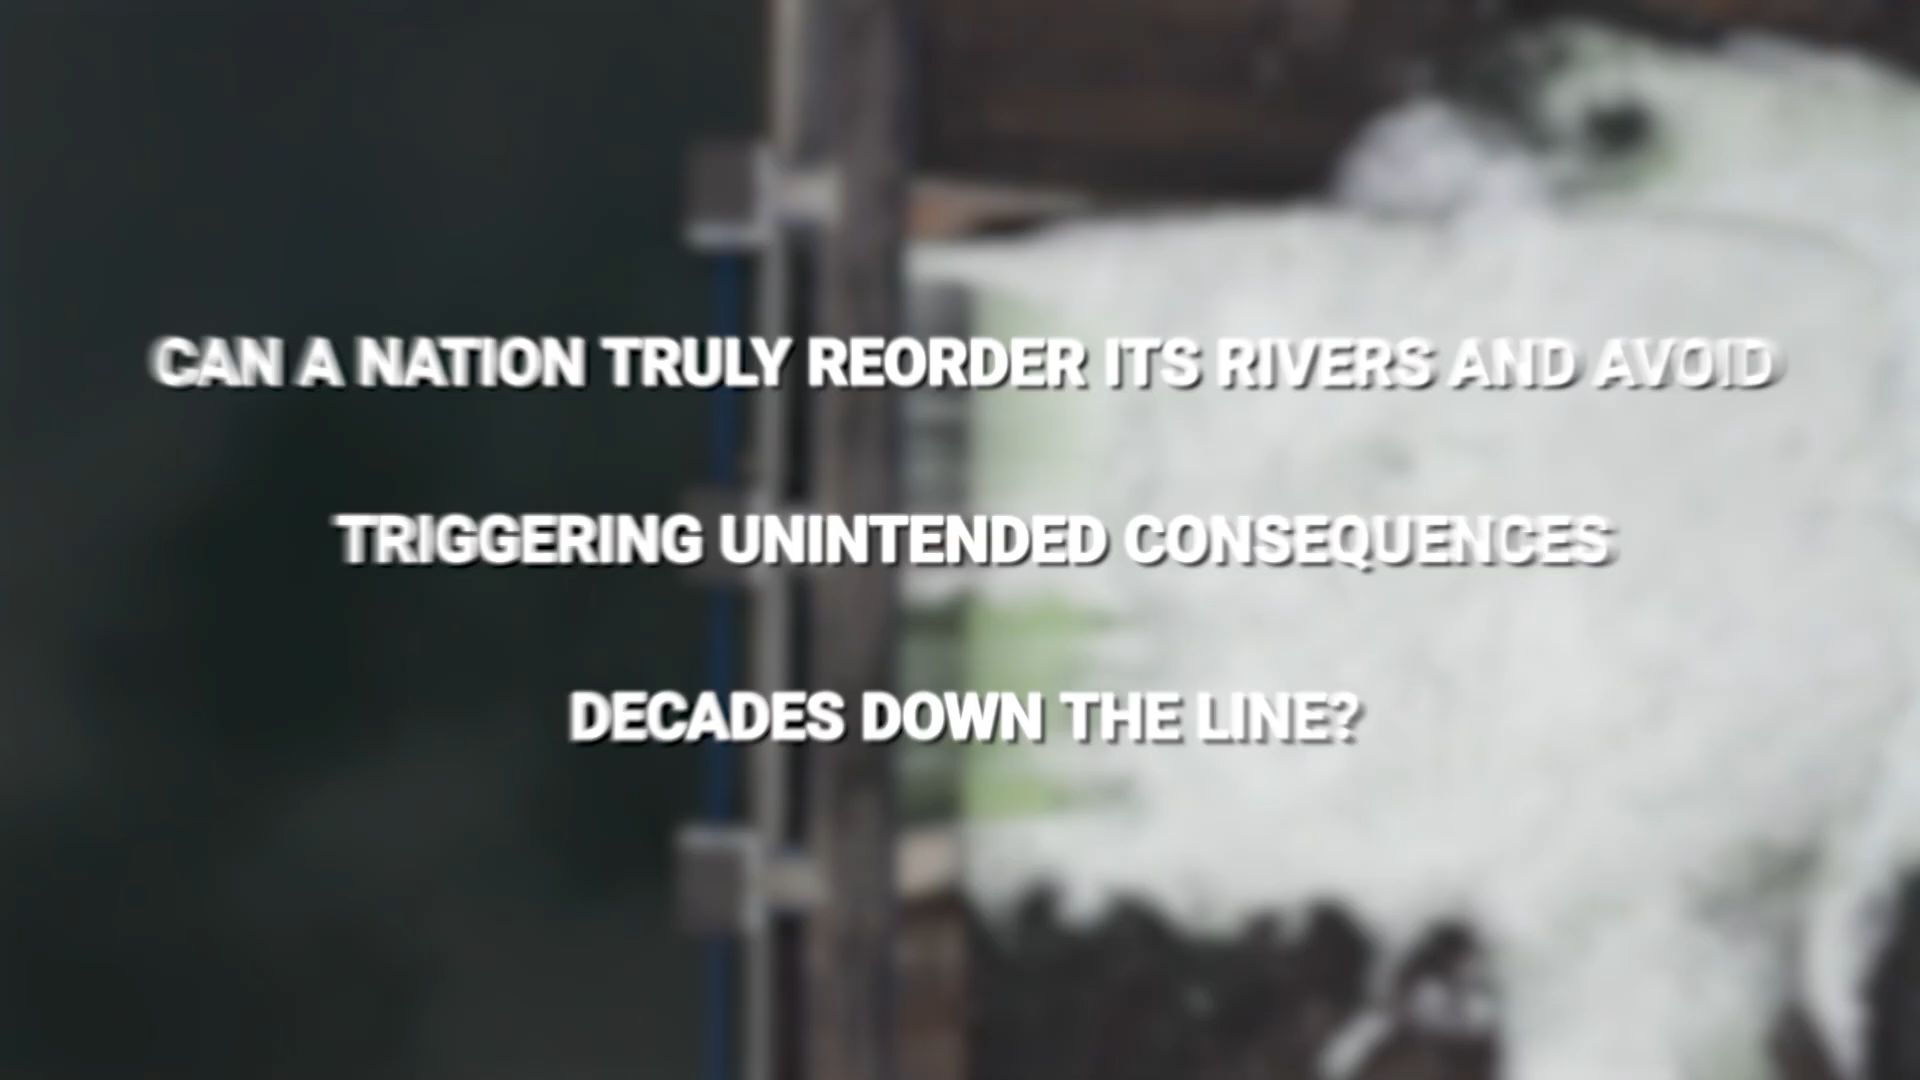 CAN A NATION TRULY REORDER ITS RIVERS AND AVOID
TRIGGERING UNINTENDED CONSEQUENCES
DECADES DOWN THE LINE?